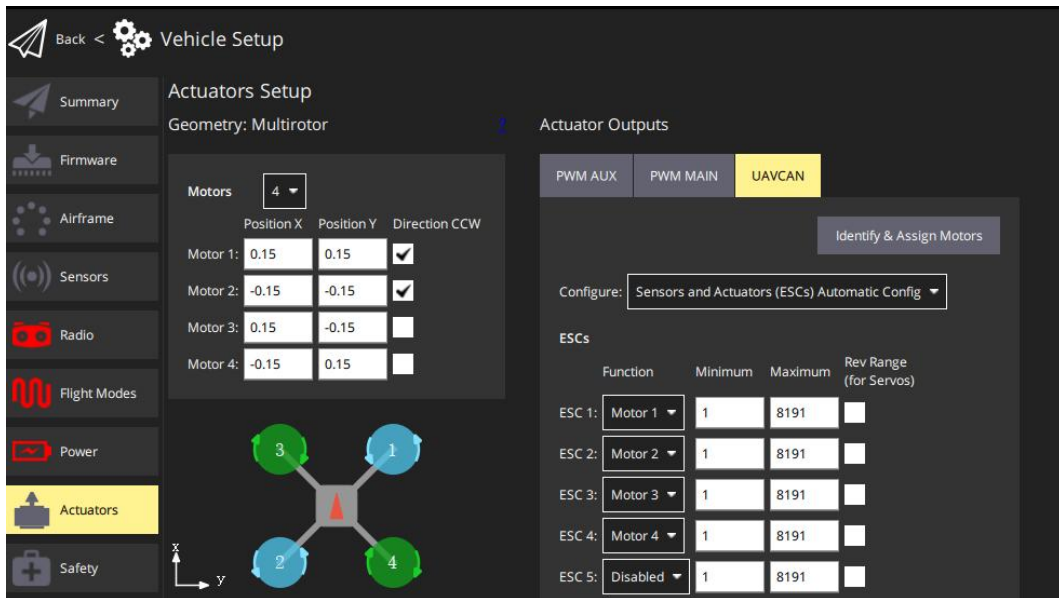 Back < Vehicle Setup
Summary
Firmware
Airframe
Sensors
Radio
Flight Modes
Power
Actuators
Safety
Actuators Setup
Geometry: Multirotor ?
Motors 4
Position X Position Y Direction CCW
Motor 1: 0.15 0.15
Motor 2: -0.15 -0.15
Motor 3: 0.15 -0.15
Motor 4: -0.15 0.15
3 1
2 4
x
y
Actuator Outputs
PWM AUX PWM MAIN UAVCAN
Identify & Assign Motors
Configure: Sensors and Actuators (ESCs) Automatic Config
ESCs
Function Minimum Maximum Rev Range
(for Servos)
ESC 1: Motor 1 1 8191
ESC 2: Motor 2 1 8191
ESC 3: Motor 3 1 8191
ESC 4: Motor 4 1 8191
ESC 5: Disabled 1 8191